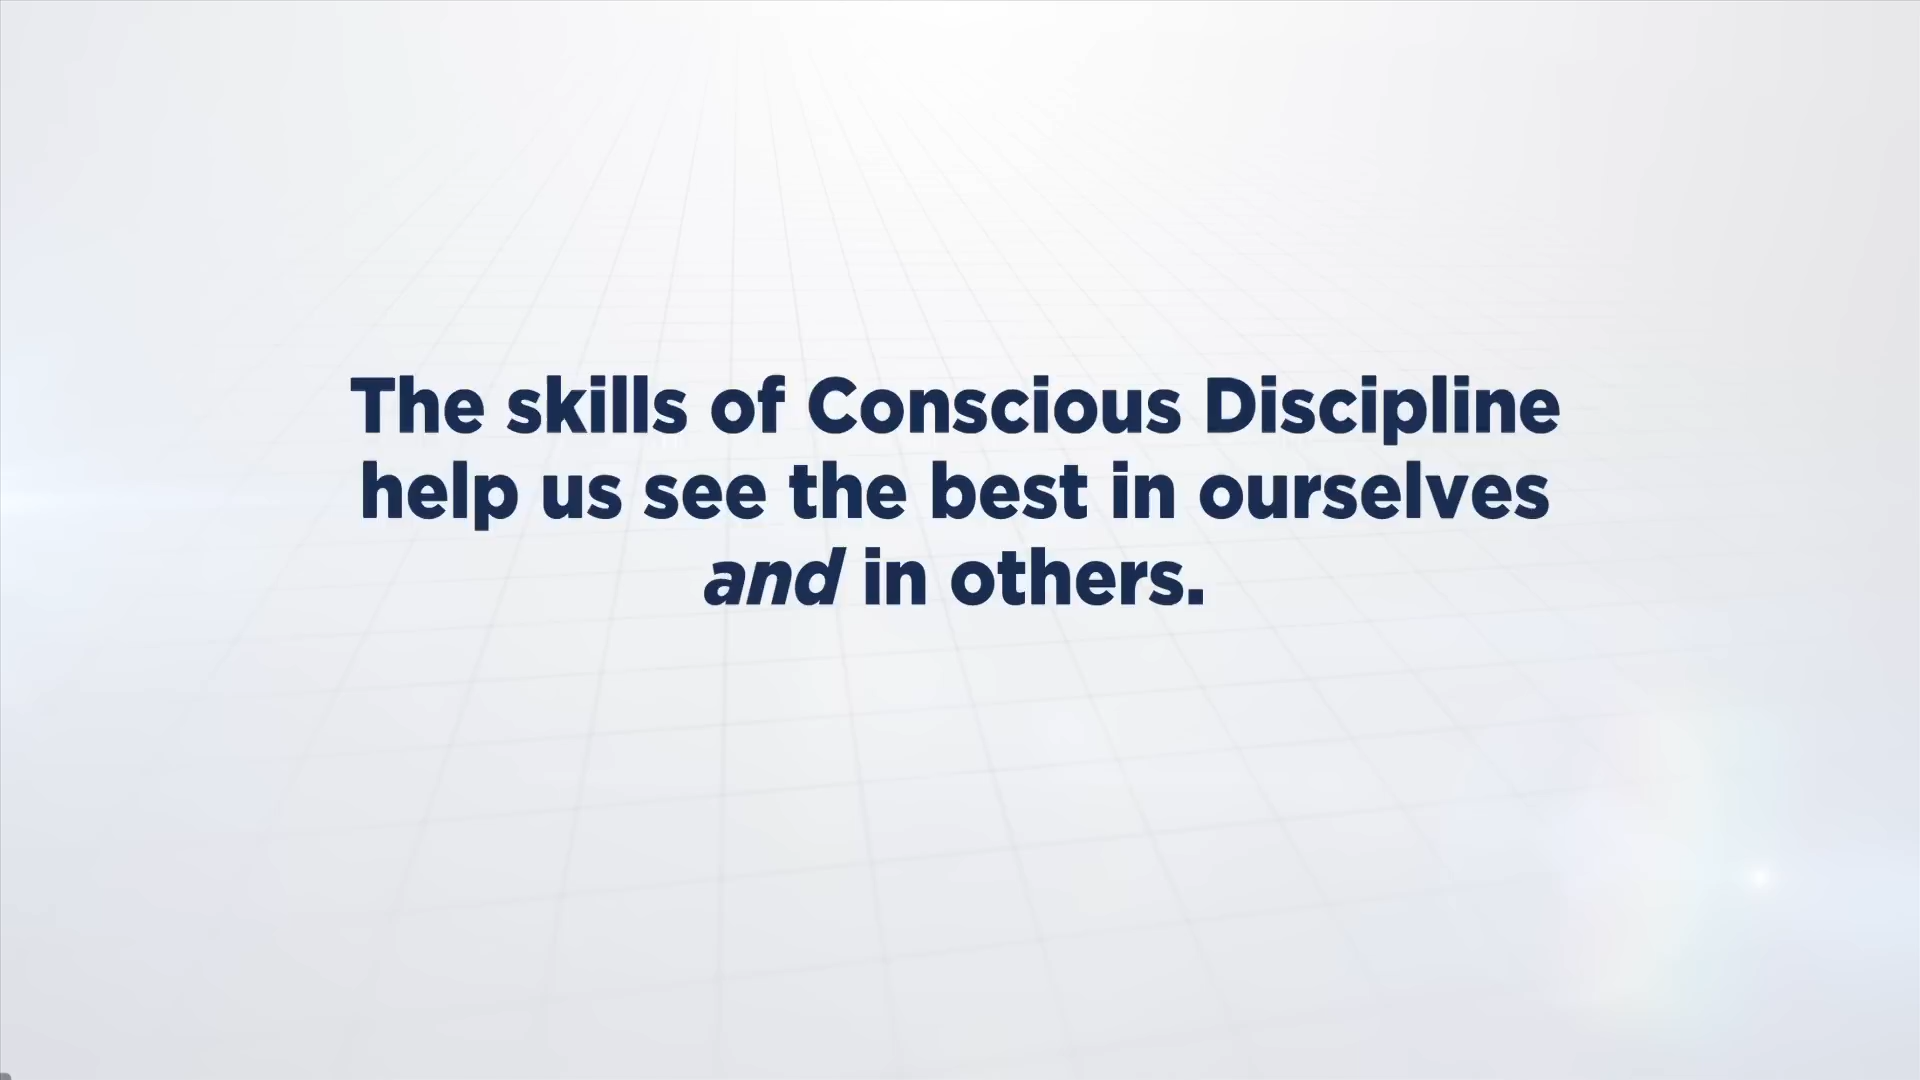 The skills of Conscious Discipline
help us see the best in ourselves
and in others.